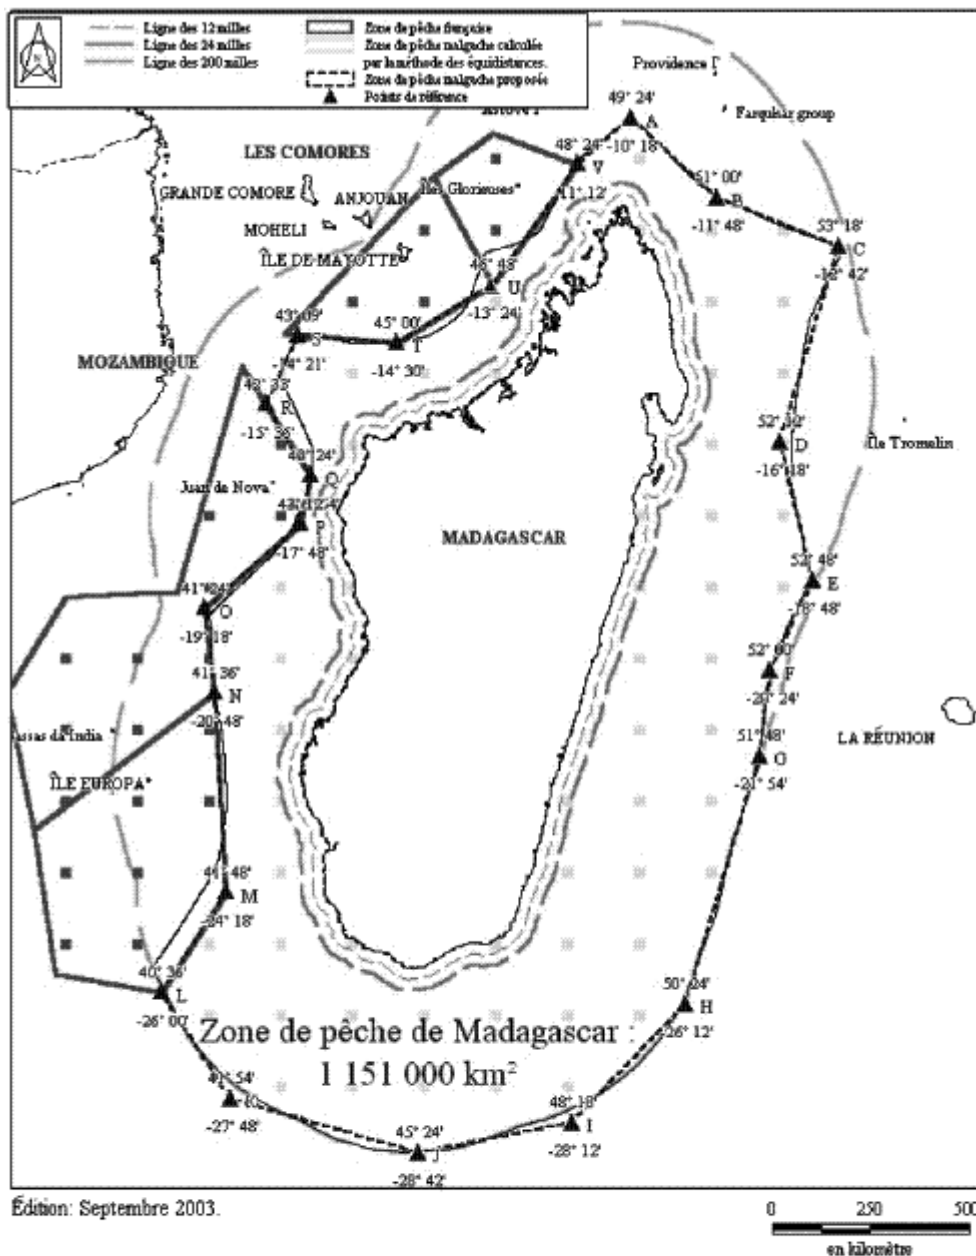 Ligne des 12 milles
Ligne des 24 milles
Ligne des 200 milles
Zone de pêche française
Zone de pêche malgache calculée
par la méthode des équidistances.
Zone de pêche malgache proposée
Points de référence
N
Providence I
Farquhar group
LES COMORES
GRANDE COMORE
ANJOUAN
MOHELI
ÎLE DE MAYOTTE
Îles Glorieuses
MOZAMBIQUE
Juan de Nova
Île Tromelin
MADAGASCAR
LA RÉUNION
ÎLE EUROPA
49° 24'
A
-10° 18'
51° 00'
B
-11° 48'
53° 18'
C
-12° 42'
D
-16° 18'
52° 48'
E
-18° 48'
52° 00'
F
-20° 24'
51° 48'
G
-21° 54'
50° 24'
H
-26° 12'
48° 18'
I
-28° 12'
45° 24'
J
-28° 42'
41° 54'
K
-27° 48'
40° 36'
L
-26° 00'
41° 48'
M
-24° 18'
41° 36'
N
-20° 48'
41° 24'
O
-19° 18'
P
-17° 48'
Q
R
-15° 36'
43° 09'
S
-14° 21'
45° 00'
T
-14° 30'
46° 48'
U
-13° 24'
48° 24'
V
-11° 12'
Zone de pêche de Madagascar :
1 151 000 km²
Édition: Septembre 2003.
0 250 500
en kilomètre